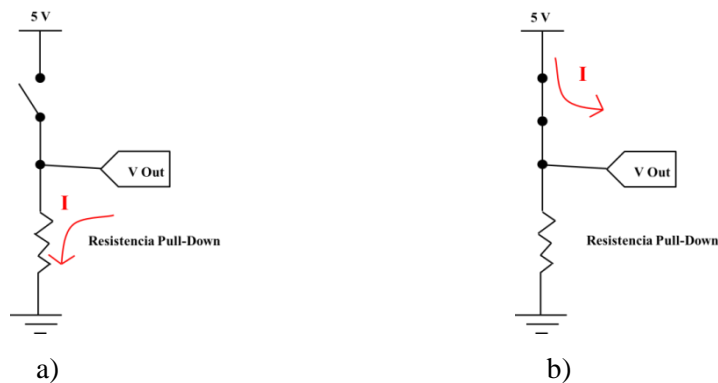 5 V
V Out
I
Resistencia Pull-Down
a)
5 V
I
V Out
Resistencia Pull-Down
b)